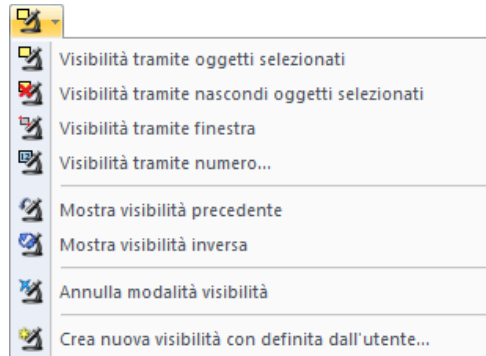 Visibilità tramite oggetti selezionati
Visibilità tramite nascondi oggetti selezionati
Visibilità tramite finestra
Visibilità tramite numero...
Mostra visibilità precedente
Mostra visibilità inversa
Annulla modalità visibilità
Crea nuova visibilità con definita dall'utente...